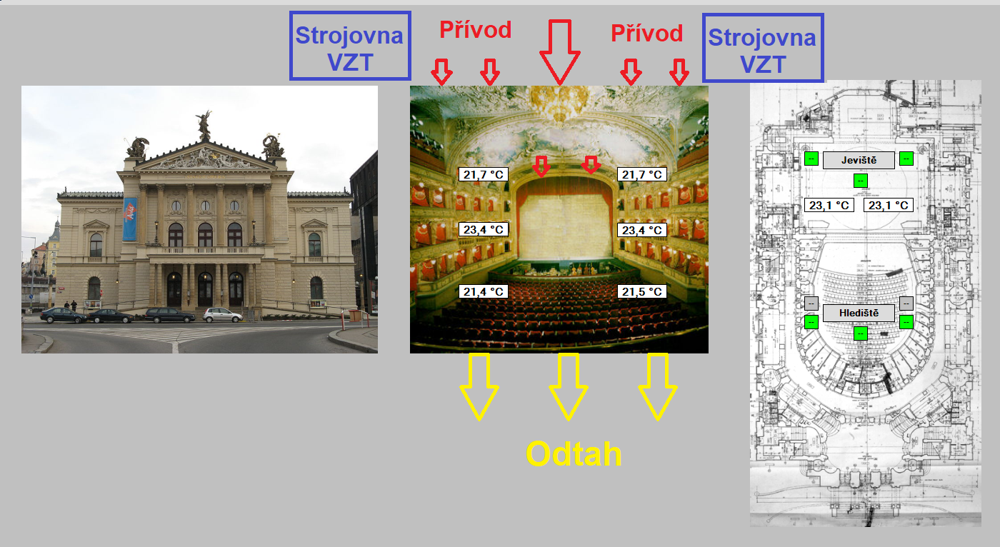 Strojovna
VZT
Přívod
Přívod
Strojovna
VZT
21,7 °C
21,7 °C
23,4 °C
23,4 °C
21,4 °C
21,5 °C
Odtah
--
Jeviště
--
--
23,1 °C
23,1 °C
--
Hlediště
--
--
--
--